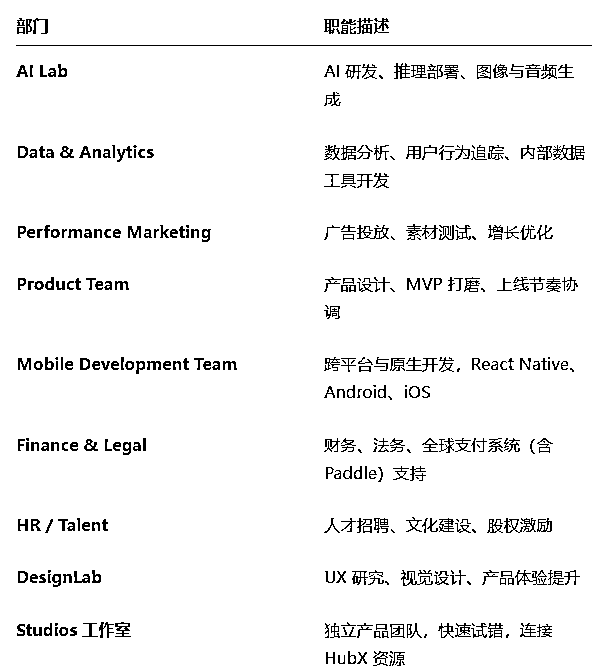 部门 职能描述
AI Lab AI 研发、推理部署、图像与音频生
成
Data & Analytics 数据分析、用户行为追踪、内部数据
工具开发
Performance Marketing 广告投放、素材测试、增长优化
Product Team 产品设计、MVP 打磨、上线节奏协
调
Mobile Development Team 跨平台与原生开发，React Native、
Android、iOS
Finance & Legal 财务、法务、全球支付系统（含
Paddle）支持
HR / Talent 人才招聘、文化建设、股权激励
DesignLab UX 研究、视觉设计、产品体验提升
Studios 工作室 独立产品团队，快速试错，连接
HubX 资源